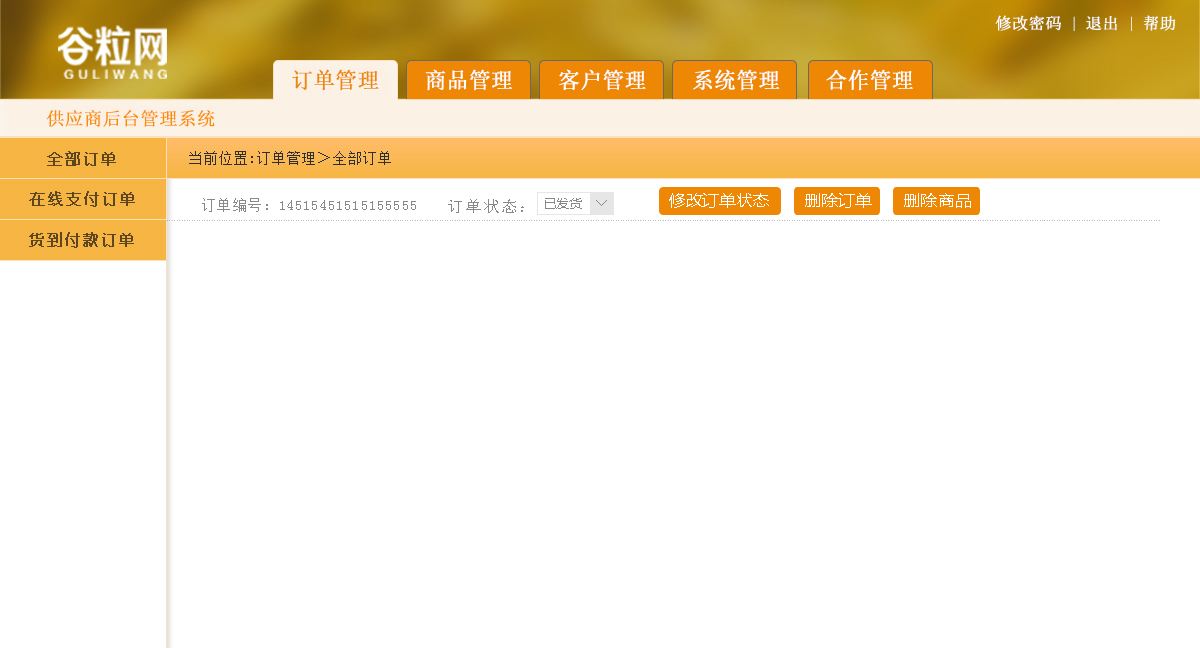 修改密码 | 退出 | 帮助
谷粒网
GULIWANG
订单管理 商品管理 客户管理 系统管理 合作管理
供应商后台管理系统
全部订单
当前位置:订单管理>全部订单
在线支付订单
订单编号: 14515451515155555 订单状态: 已发货 修改订单状态 删除订单 删除商品
货到付款订单